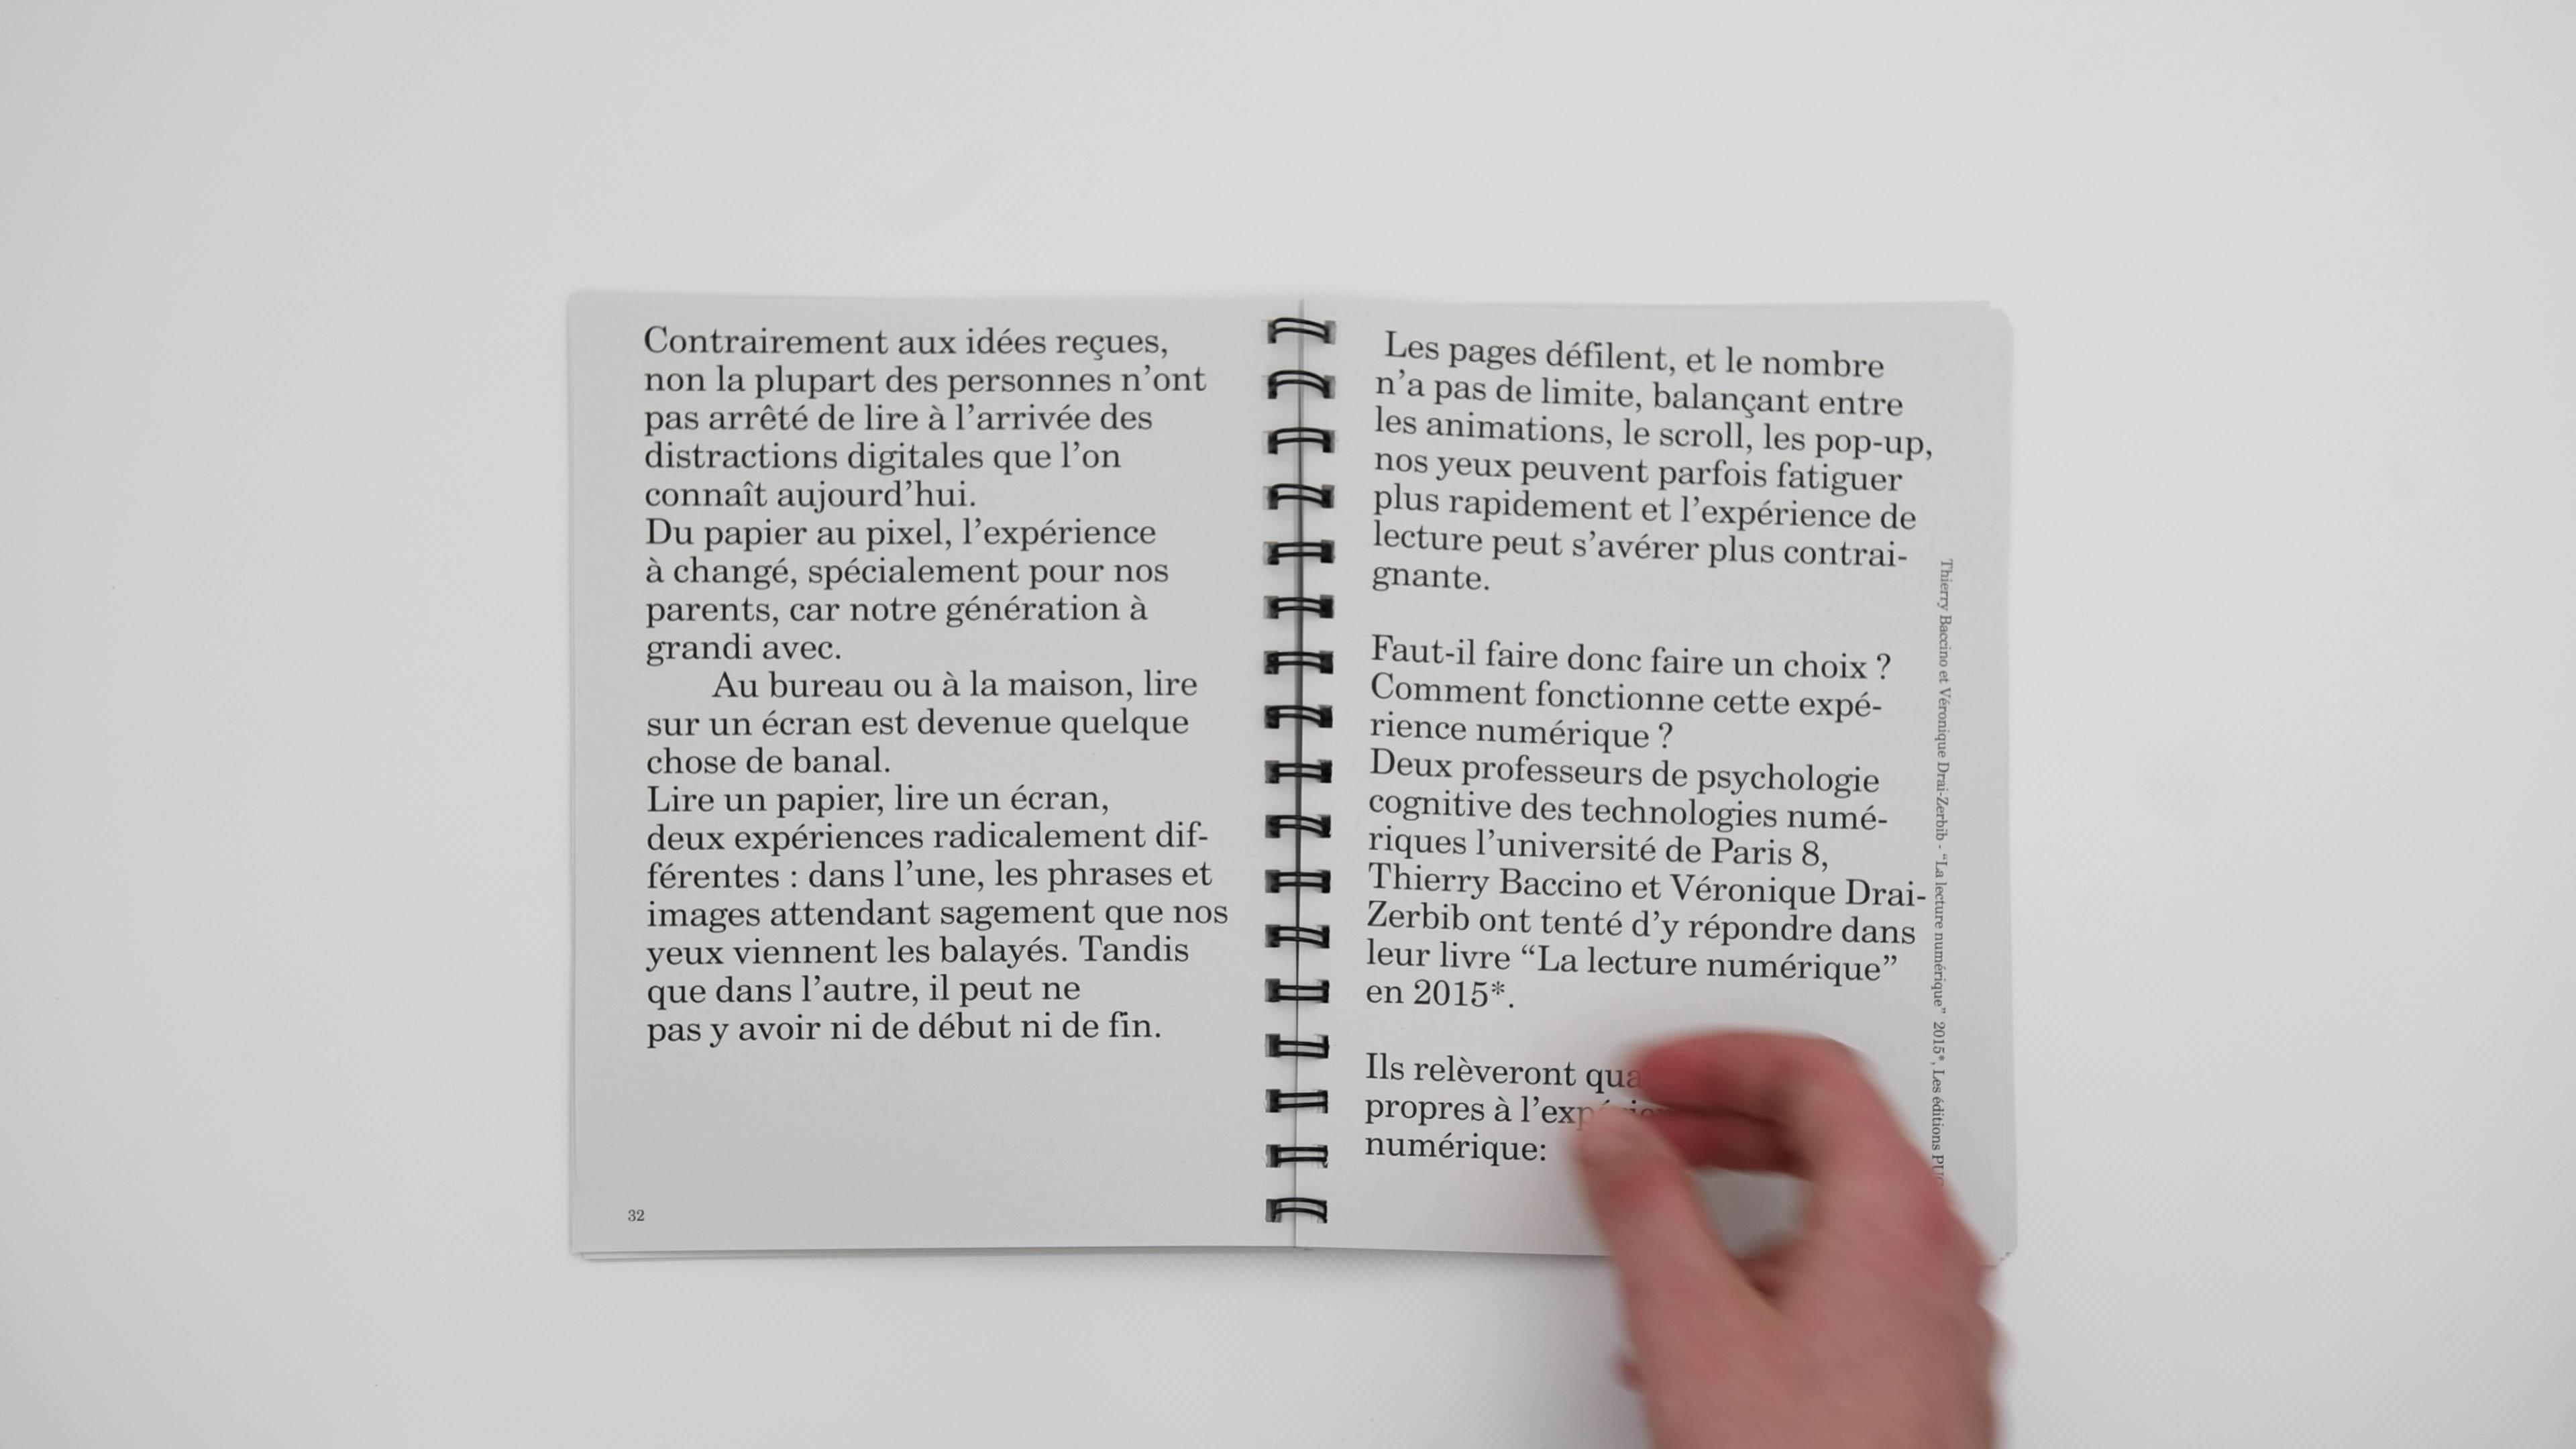 Contrairement aux idées reçues,
non la plupart des personnes n’ont
pas arrêté de lire à l’arrivée des
distractions digitales que l’on
connaît aujourd’hui.
Du papier au pixel, l’expérience
à changé, spécialement pour nos
parents, car notre génération à
grandi avec.
Au bureau ou à la maison, lire
sur un écran est devenue quelque
chose de banal.
Lire un papier, lire un écran,
deux expériences radicalement dif-
férentes : dans l’une, les phrases et
images attendant sagement que nos
yeux viennent les balayés. Tandis
que dans l’autre, il peut ne
pas y avoir ni de début ni de fin.
32
Les pages défilent, et le nombre
n’a pas de limite, balançant entre
les animations, le scroll, les pop-up,
nos yeux peuvent parfois fatiguer
plus rapidement et l’expérience de
lecture peut s’avérer plus contrai-
gnante.
Faut-il faire donc faire un choix ?
Comment fonctionne cette expé-
rience numérique ?
Deux professeurs de psychologie
cognitive des technologies numé-
riques l’université de Paris 8,
Thierry Baccino et Véronique Drai-
Zerbib ont tenté d’y répondre dans
leur livre “La lecture numérique”
en 2015*.
Ils relèveront
propres à
numérique:
Thierry Baccino et Véronique Drai-Zerbib - “La lecture numérique” 2015*, Les éditions